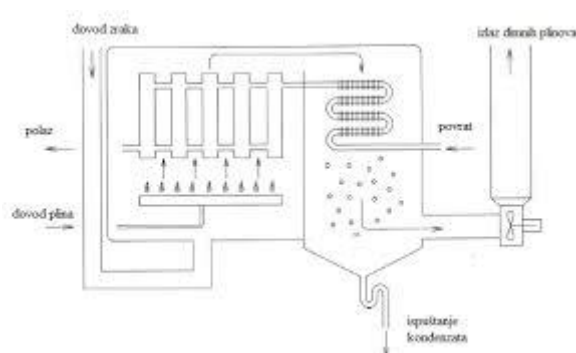 dovod zraka
izlaz dimnih plinova
polaz
povrat
dovod plina
ispuštanje
kondenzata